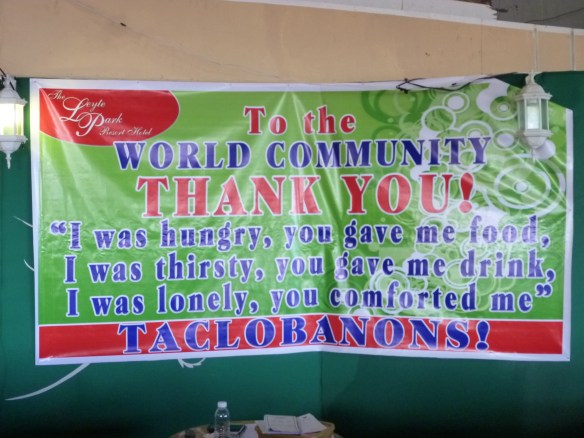 The
Leyte
Park
Resort Hotel
To the
WORLD COMMUNITY
THANK YOU!
“I was hungry, you gave me food,
I was thirsty, you gave me drink,
I was lonely, you comforted me”
TACLOBANONS!